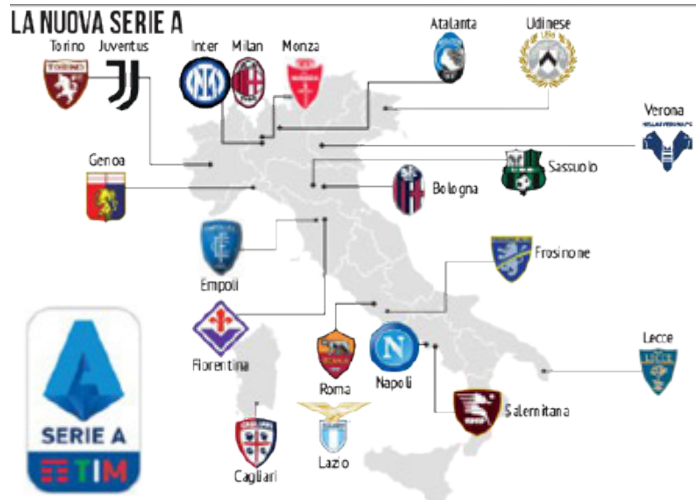 LA NUOVA SERIE A
Torino
Juventus
Inter
Milan
Monza
Atalanta
Udinese
Verona
Genoa
Bologna
Sassuolo
Empoli
Frosinone
Fiorentina
Roma
Napoli
Lecce
Salernitana
Cagliari
Lazio
N
SERIE A
TIM